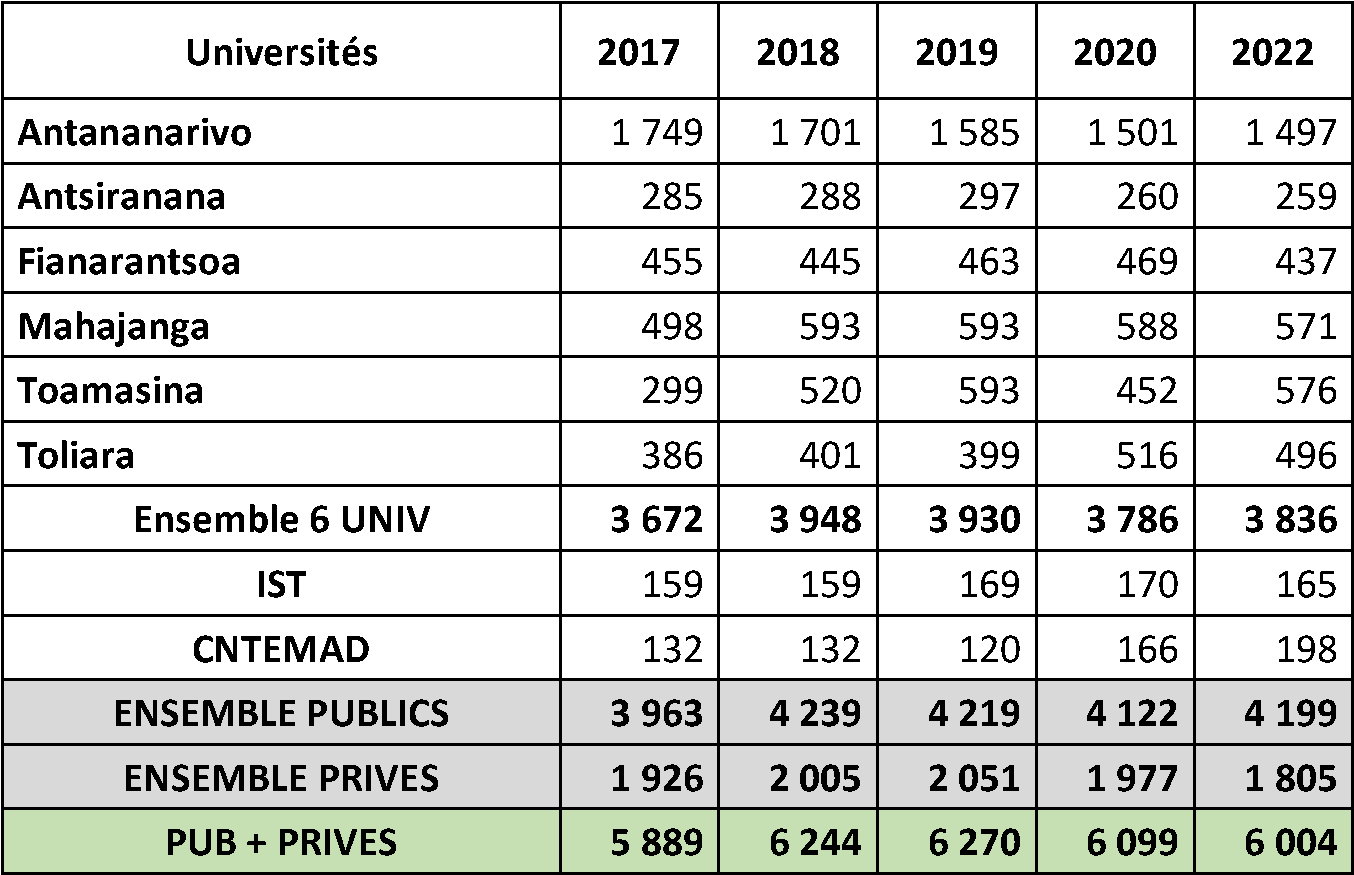 Universités 2017 2018 2019 2020 2022
Antananarivo 1 749 1 701 1 585 1 501 1 497
Antsiranana 285 288 297 260 259
Fianarantsoa 455 445 463 469 437
Mahajanga 498 593 593 588 571
Toamasina 299 520 593 452 576
Toliara 386 401 399 516 496
Ensemble 6 UNIV 3 672 3 948 3 930 3 786 3 836
IST 159 159 169 170 165
CNTEMAD 132 132 120 166 198
ENSEMBLE PUBLICS 3 963 4 239 4 219 4 122 4 199
ENSEMBLE PRIVES 1 926 2 005 2 051 1 977 1 805
PUB + PRIVES 5 889 6 244 6 270 6 099 6 004